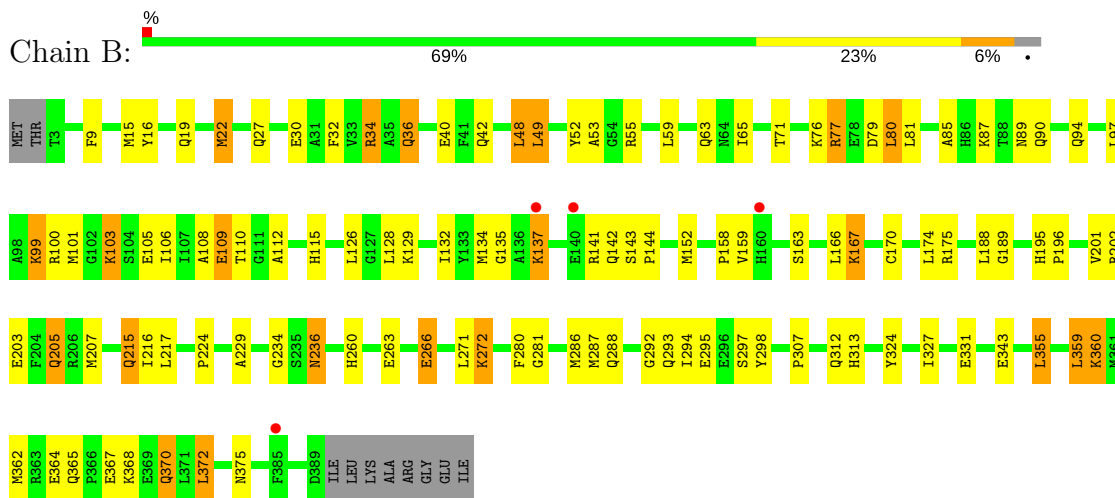 %
Chain B:
69% 23% 6% •
MET THR T3 F9 M15 Y16 Q19 M22 Q27 E30 A31 F32 V33 R34 A35 Q36 E40 F41 Q42 L48 L49 Y52 A53 G54 R55 L59 Q63 N64 I65 T71 K76 R77 E78 D79 L80 L81 A85 H86 K87 T88 N89 Q90 Q94
A98 K99 R100 M101 G102 K103 S104 E105 I106 I107 A108 E109 T110 G111 A112 H115 L126 G127 L128 K129 I132 Y133 M134 G135 A136 K137 E140 R141 Q142 S143 P144 M152 P158 V159 H160 S163 L166 K167 C170 L174 R175 L188 G189 H195 P196 V201
E203 F204 Q205 R206 M207 Q215 I216 L217 P224 A229 G234 S235 N236 H260 E263 E266 L271 K272 F280 G281 M286 M287 Q288 G292 Q293 I294 E295 E296 S297 Y298 P307 Q312 H313 Y324 I327 E331 E343 L355 L359 K360 M361
M362 R363 E364 Q365 P366 E367 K368 E369 Q370 L371 L372 N375 F385 D389 ILE LEU LYS ALA ARG GLY GLU ILE